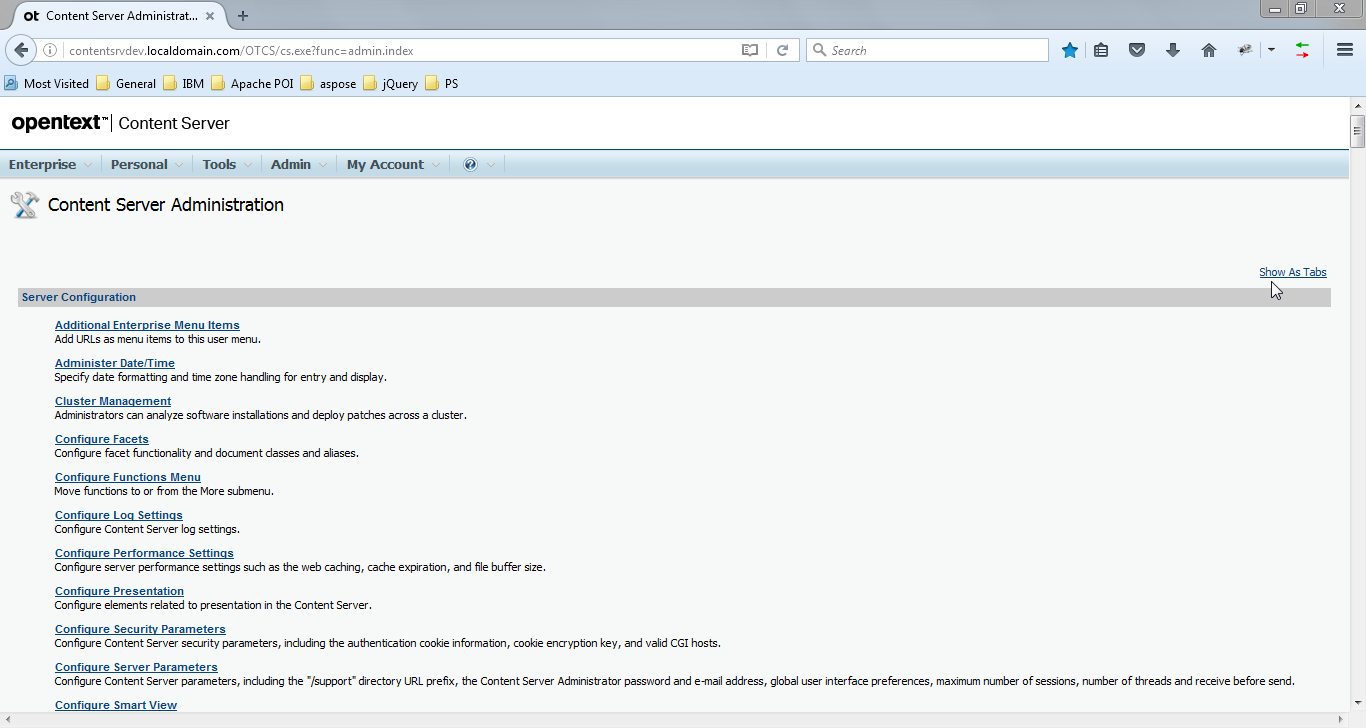 ot Content Server Administrat...
contentsrvdev.localdomain.com/OTCS/cs.exe?func=admin.index
Search
Most Visited General IBM Apache POI aspose jQuery PS
opentext™ Content Server
Enterprise Personal Tools Admin My Account ?
Content Server Administration
Show As Tabs
Server Configuration
Additional Enterprise Menu Items
Add URLs as menu items to this user menu.
Administer Date/Time
Specify date formatting and time zone handling for entry and display.
Cluster Management
Administrators can analyze software installations and deploy patches across a cluster.
Configure Facets
Configure facet functionality and document classes and aliases.
Configure Functions Menu
Move functions to or from the More submenu.
Configure Log Settings
Configure Content Server log settings.
Configure Performance Settings
Configure server performance settings such as the web caching, cache expiration, and file buffer size.
Configure Presentation
Configure elements related to presentation in the Content Server.
Configure Security Parameters
Configure Content Server security parameters, including the authentication cookie information, cookie encryption key, and valid CGI hosts.
Configure Server Parameters
Configure Content Server parameters, including the "/support" directory URL prefix, the Content Server Administrator password and e-mail address, global user interface preferences, maximum number of sessions, number of threads and receive before send.
Configure Smart View